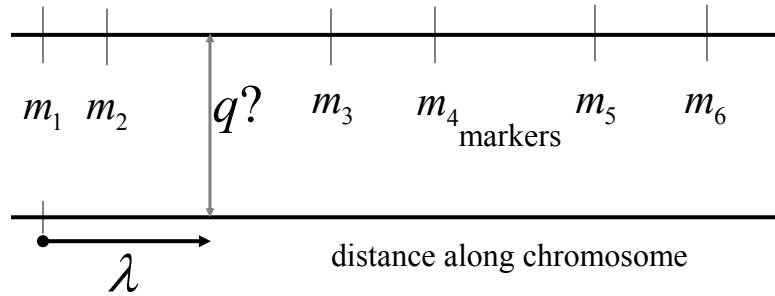 m₁ m₂ q? m₃ m₄ markers m₅ m₆
λ distance along chromosome